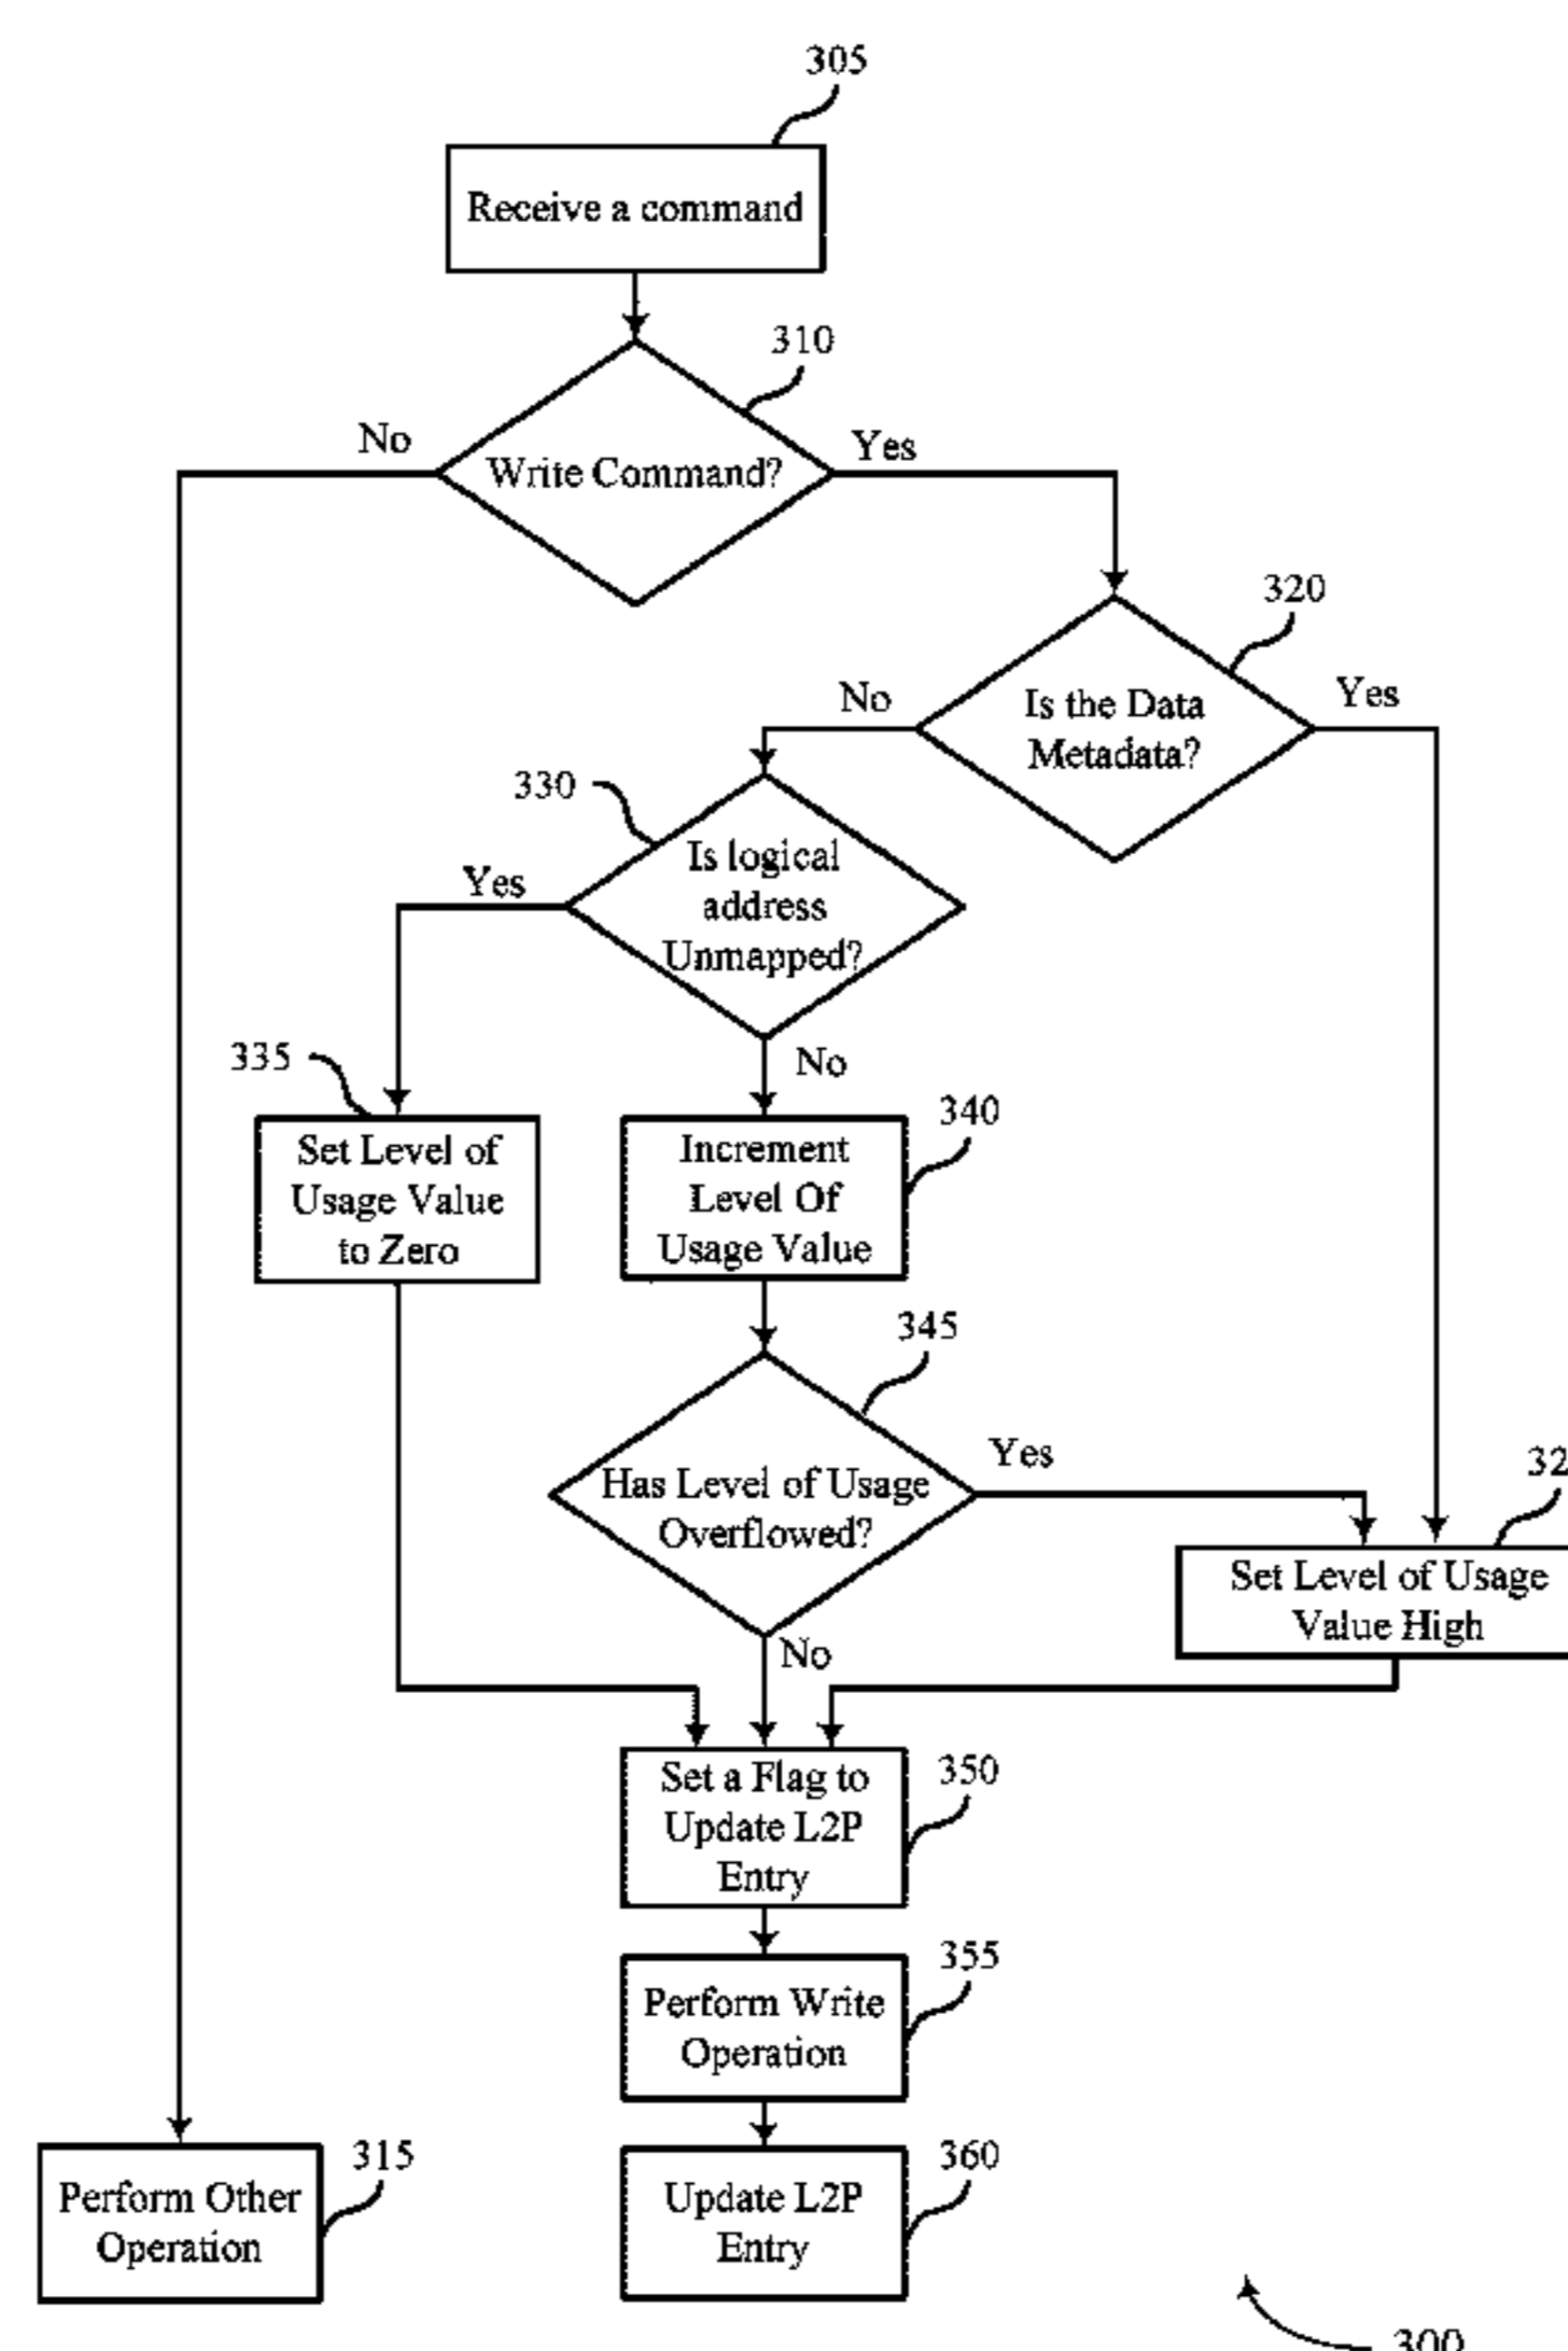 305
Receive a command
310
No
Yes
Write Command?
320
No
Yes
Is the Data
Metadata?
330
Is logical
address
Unmapped?
Yes
335
No
Set Level of
Usage Value
to Zero
340
Increment
Level Of
Usage Value
345
Yes
Has Level of Usage
Overflowed?
32
Set Level of Usage
Value High
No
350
Set a Flag to
Update L2P
Entry
355
Perform Write
Operation
315
Perform Other
Operation
360
Update L2P
Entry
300